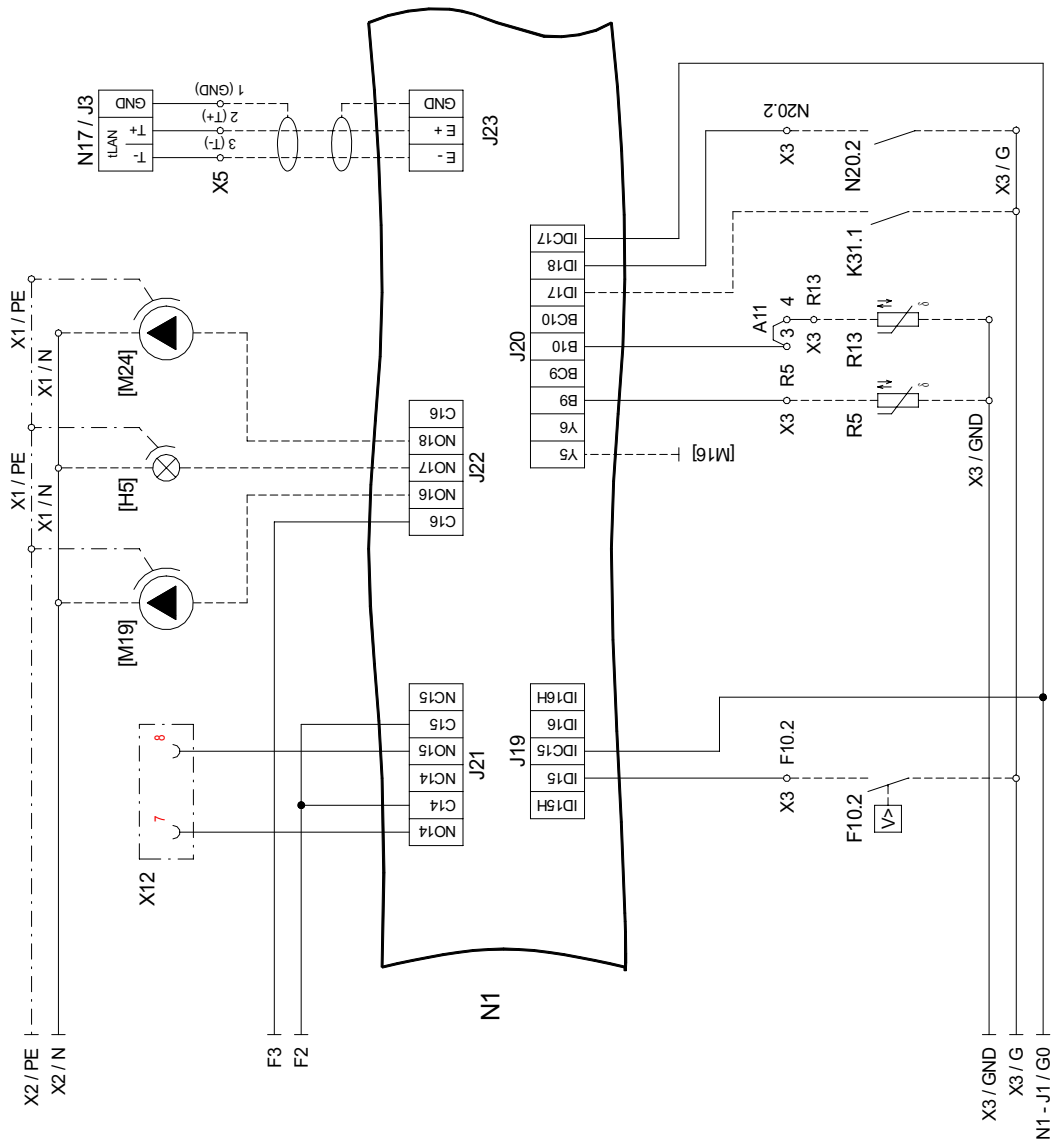 N17 / J3
GND
T+
T-
tLAN
1 (GND)
2 (T+)
3 (T-)
X5
GND
E +
E -
J23
X1 / PE
X1 / N
[M24]
X1 / PE
X1 / N
[H5]
[M19]
C16
NO18
NO17
NO16
C16
J22
X12
8
7
NC15
C15
NO15
NC14
C14
NO14
J21
X2 / PE
X2 / N
F3
F2
N1
J20
IDC17
ID18
ID17
BC10
B10
BC9
B9
Y6
Y5
[M16]
N20.2
X3
N20.2
X3 / G
K31.1
A11
4
3
R13
X3
R13
R5
X3
R5
X3 / GND
J19
ID16H
ID16
IDC15
ID15
ID15H
F10.2
X3
F10.2
V>
X3 / GND
X3 / G
N1 - J1 / G0